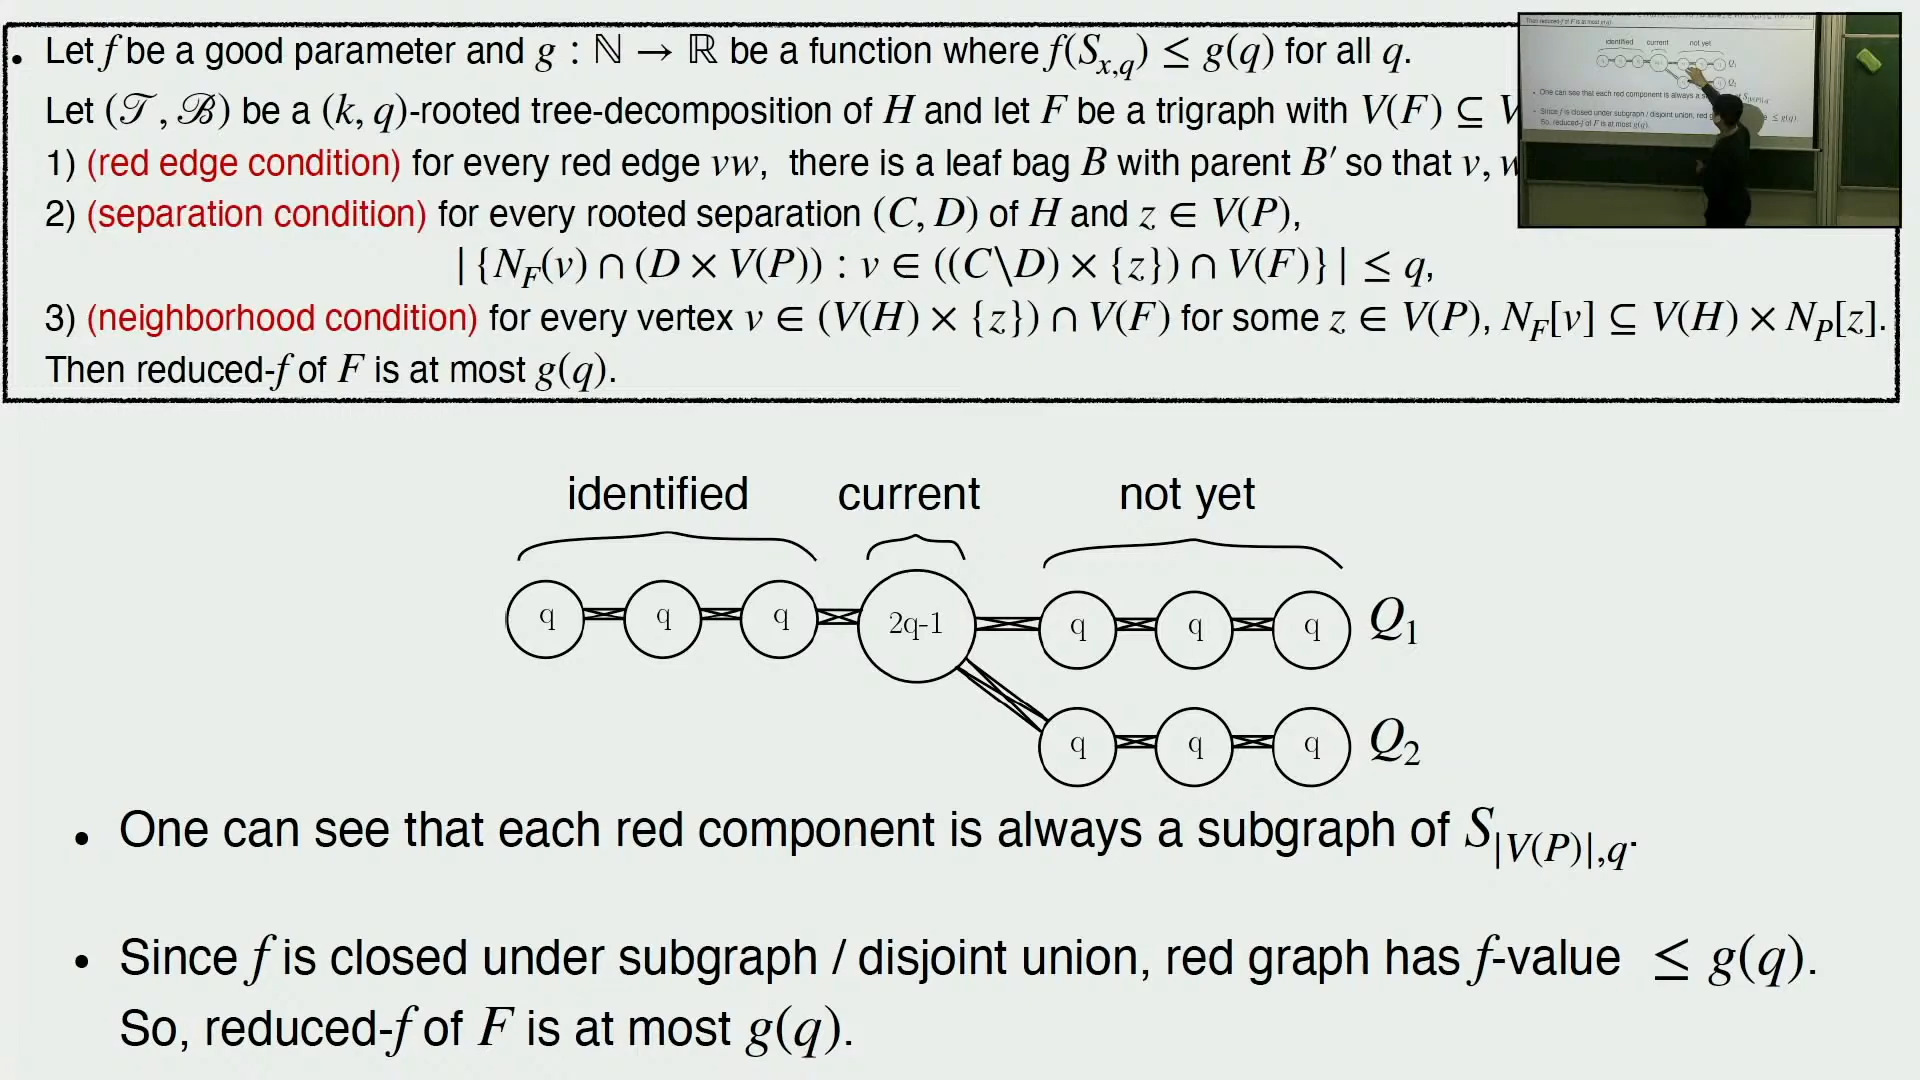 • Let f be a good parameter and g : ℕ → ℝ be a function where f(S_{x,q}) ≤ g(q) for all q.
Let (𝒯, ℬ) be a (k, q)-rooted tree-decomposition of H and let F be a trigraph with V(F) ⊆ V
1) (red edge condition) for every red edge vw, there is a leaf bag B with parent B′ so that v, w
2) (separation condition) for every rooted separation (C, D) of H and z ∈ V(P),
| {N_F(v) ∩ (D × V(P)) : v ∈ ((C\D) × {z}) ∩ V(F)} | ≤ q,
3) (neighborhood condition) for every vertex v ∈ (V(H) × {z}) ∩ V(F) for some z ∈ V(P), N_F[v] ⊆ V(H) × N_P[z].
Then reduced-f of F is at most g(q).
identified current not yet
q q q 2q-1 q q q Q₁
q q q Q₂
• One can see that each red component is always a subgraph of S_{|V(P)|,q}.
• Since f is closed under subgraph / disjoint union, red graph has f-value ≤ g(q).
So, reduced-f of F is at most g(q).